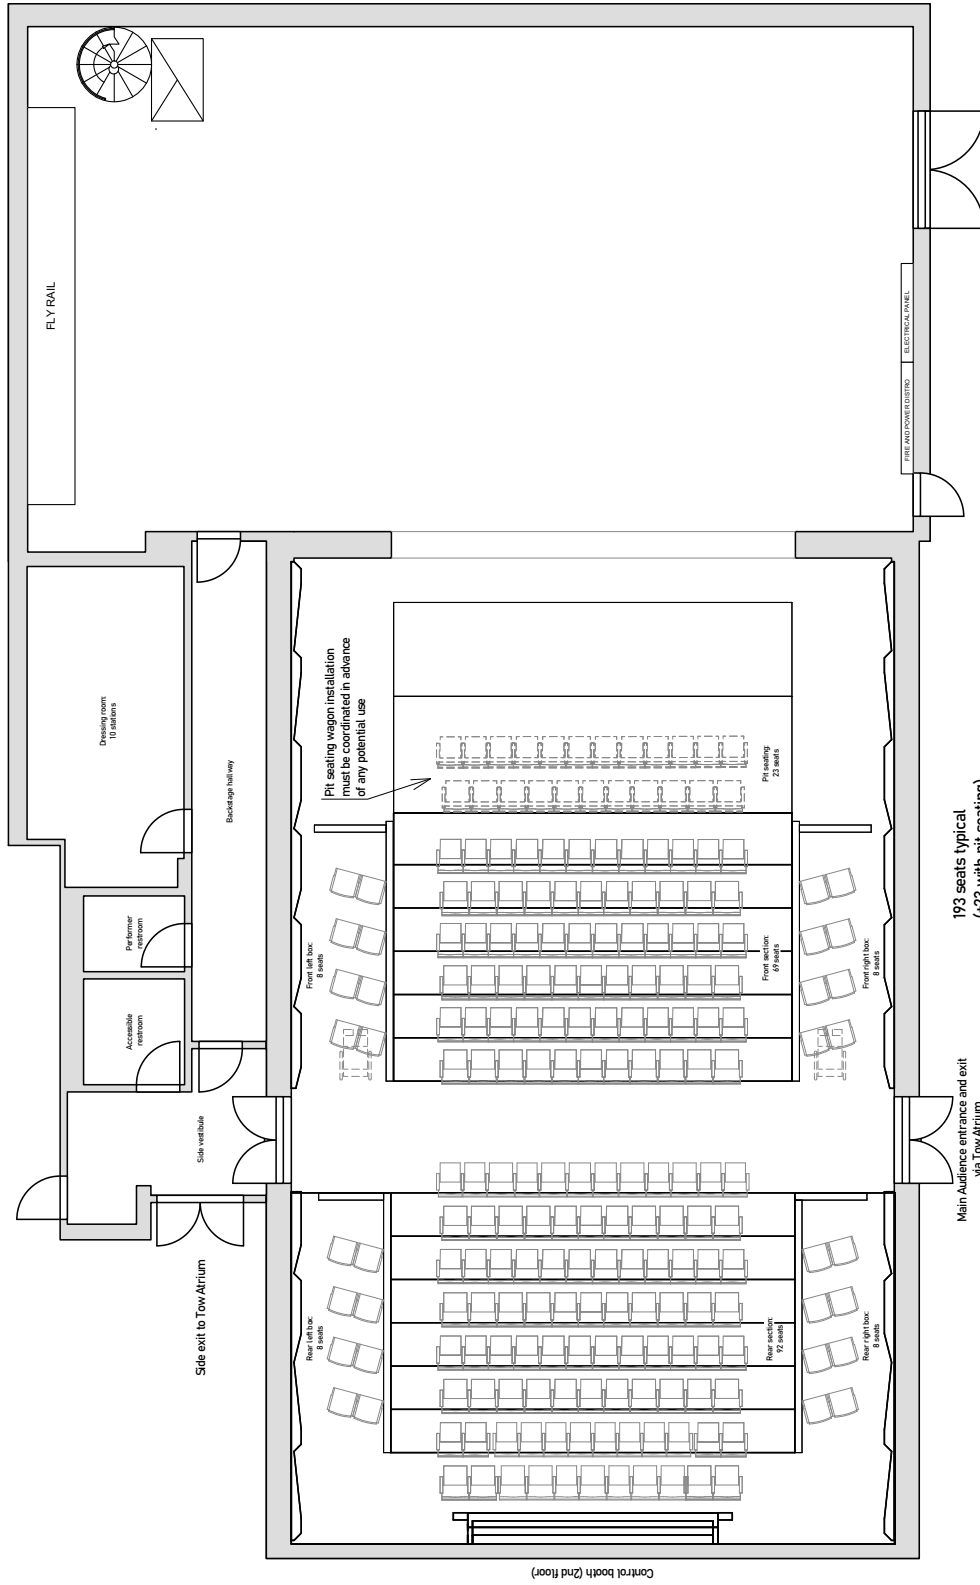 FLY RAIL
ELECTRICAL PANEL
FIRE AND POWER DISTRO
Dressing room:
10 stations
Backstage hallway
Pit seating wagon installation
must be coordinated in advance
of any potential use
Pit seating:
23 seats
Performer
restroom
Accessible
restroom
Side vestibule
Front left box:
8 seats
Front section:
69 seats
Front right box:
8 seats
193 seats typical
(+23 with pit seating)
Main Audience entrance and exit
via Tow Atrium
Side exit to Tow Atrium
Rear left box:
8 seats
Rear section:
92 seats
Rear right box:
8 seats
Control booth (2nd floor)